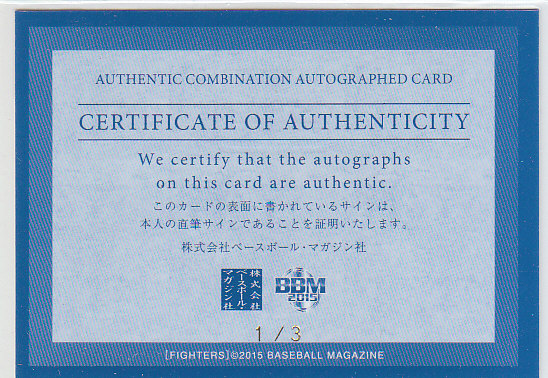 AUTHENTIC COMBINATION AUTOGRAPHED CARD
CERTIFICATE OF AUTHENTICITY
We certify that the autographs
on this card are authentic.
このカードの表面に書かれているサインは、
本人の直筆サインであることを証明いたします。
株式会社ベースボール・マガジン社
株式会社
ベースボール・
マガジン社
BBM
2015
1/3
[FIGHTERS]©2015 BASEBALL MAGAZINE